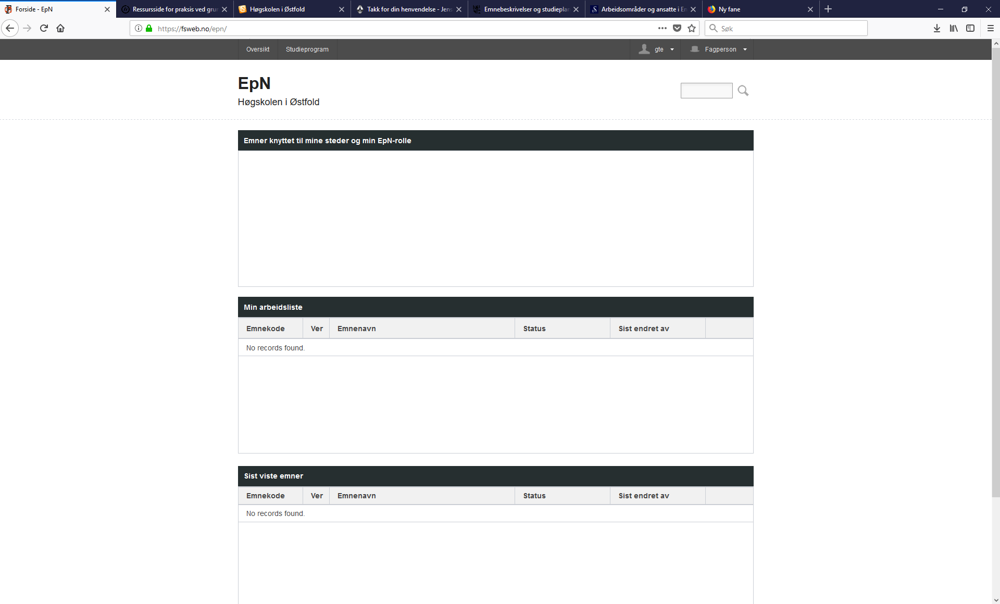 Forside - EpN
Ressursside for praksis ved gru
Høgskolen i Østfold
Takk for din henvendelse - Jens
Emnebeskrivelser og studieplan
Arbeidsområder og ansatte i En
Ny fane
https://fsweb.no/epn/
Søk
Oversikt
Studieprogram
gte
Fagperson
EpN
Høgskolen i Østfold
Emner knyttet til mine steder og min EpN-rolle
Min arbeidsliste
Emnekode Ver Emnenavn Status Sist endret av
No records found.
Sist viste emner
Emnekode Ver Emnenavn Status Sist endret av
No records found.